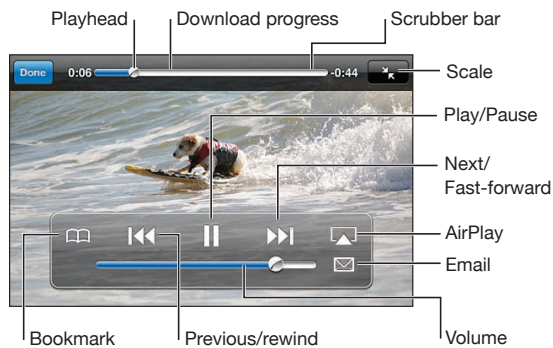 Playhead
Download progress
Scrubber bar
Done
0:06
-0:44
Scale
Play/Pause
Next/
Fast-forward
AirPlay
Email
Bookmark
Previous/rewind
Volume